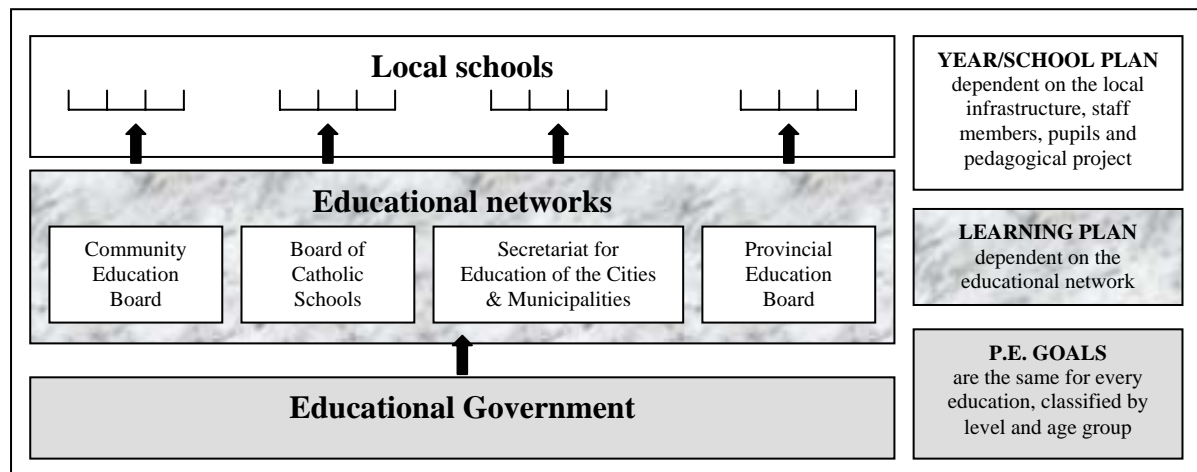 Local schools
YEAR/SCHOOL PLAN
dependent on the local
infrastructure, staff
members, pupils and
pedagogical project
Educational networks
Community
Education
Board
Board of
Catholic
Schools
Secretariat for
Education of the Cities
& Municipalities
Provincial
Education
Board
LEARNING PLAN
dependent on the
educational network
Educational Government
P.E. GOALS
are the same for every
education, classified by
level and age group